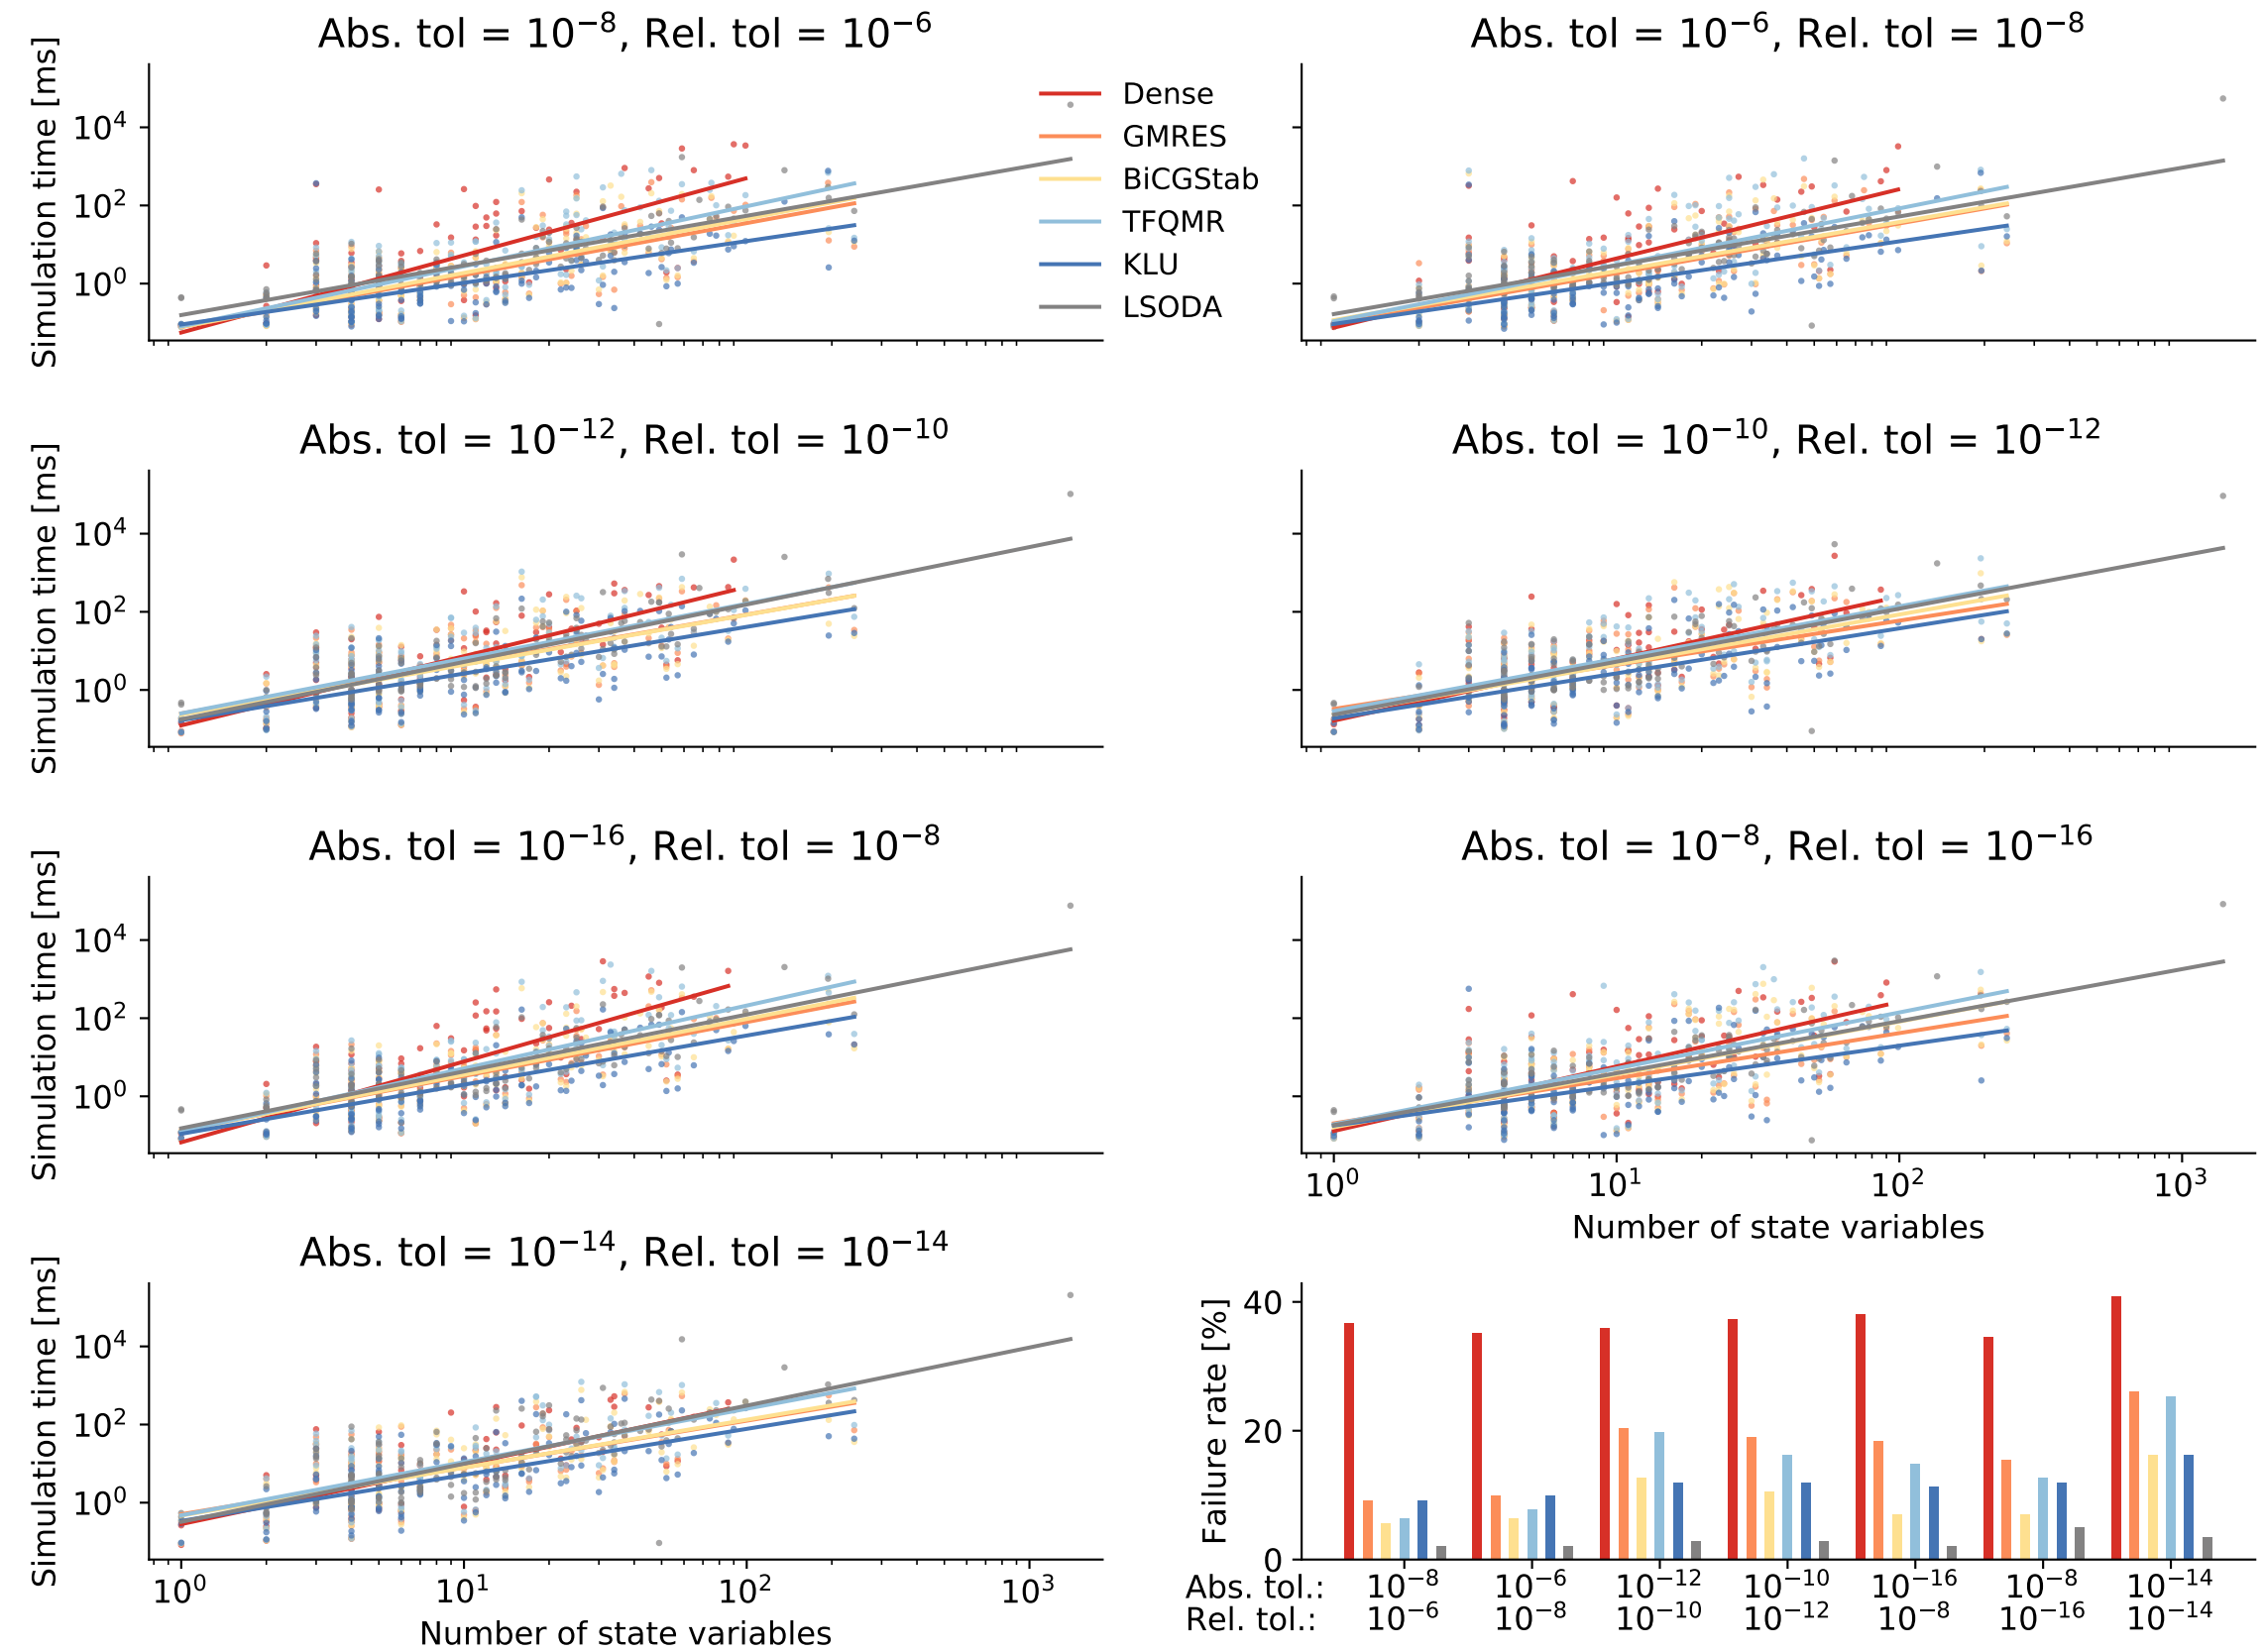 Abs. tol = 10⁻⁸, Rel. tol = 10⁻⁶
Simulation time [ms]
10⁴
10²
10⁰
Dense
GMRES
BiCGStab
TFQMR
KLU
LSODA
Abs. tol = 10⁻⁶, Rel. tol = 10⁻⁸
Abs. tol = 10⁻¹², Rel. tol = 10⁻¹⁰
Simulation time [ms]
10⁴
10²
10⁰
Abs. tol = 10⁻¹⁰, Rel. tol = 10⁻¹²
Abs. tol = 10⁻¹⁶, Rel. tol = 10⁻⁸
Simulation time [ms]
10⁴
10²
10⁰
Abs. tol = 10⁻⁸, Rel. tol = 10⁻¹⁶
10⁰ 10¹ 10² 10³
Number of state variables
Abs. tol = 10⁻¹⁴, Rel. tol = 10⁻¹⁴
Simulation time [ms]
10⁴
10²
10⁰
10⁰ 10¹ 10² 10³
Number of state variables
Failure rate [%]
40
20
0
Abs. tol.: 10⁻⁸ 10⁻⁶ 10⁻¹² 10⁻¹⁰ 10⁻¹⁶ 10⁻⁸ 10⁻¹⁴
Rel. tol.: 10⁻⁶ 10⁻⁸ 10⁻¹⁰ 10⁻¹² 10⁻⁸ 10⁻¹⁶ 10⁻¹⁴